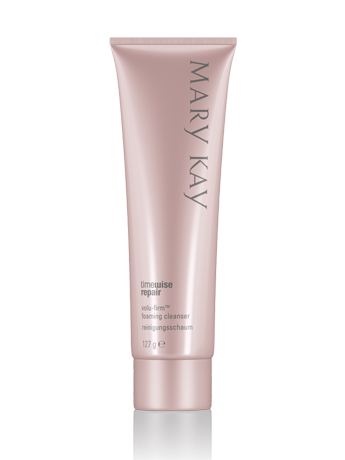 MARY KAY
timewise
repair
volu-firm™
foaming cleanser
reinigungsschaum
127 g ℮